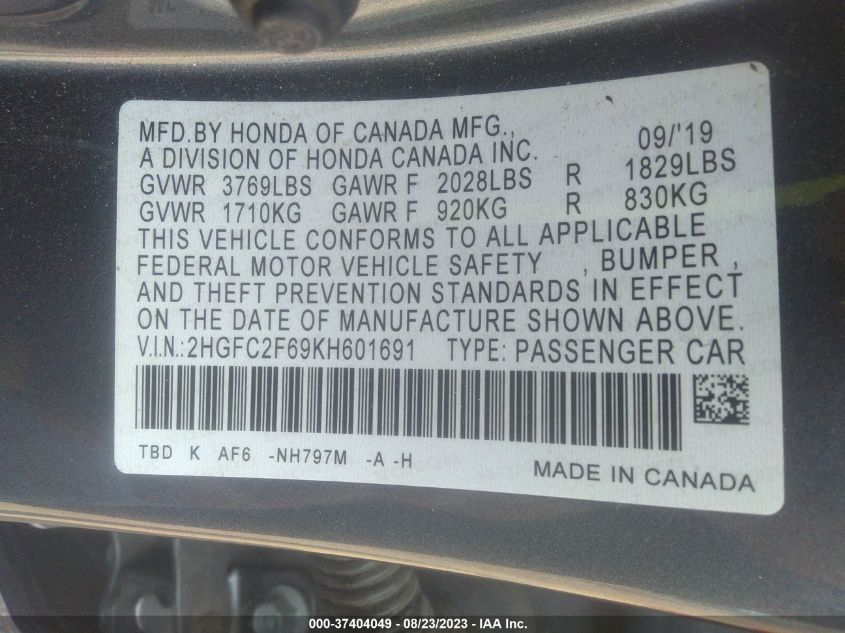 MFD.BY HONDA OF CANADA MFG., 09/'19
A DIVISION OF HONDA CANADA INC.
GVWR 3769LBS GAWR F 2028LBS R 1829LBS
GVWR 1710KG GAWR F 920KG R 830KG
THIS VEHICLE CONFORMS TO ALL APPLICABLE
FEDERAL MOTOR VEHICLE SAFETY , BUMPER ,
AND THEFT PREVENTION STANDARDS IN EFFECT
ON THE DATE OF MANUFACTURE SHOWN ABOVE.
V.I.N.:2HGFC2F69KH601691 TYPE: PASSENGER CAR
TBD K AF6 -NH797M -A -H
MADE IN CANADA
000-37404049 / 08/23/2023 - IAA Inc.